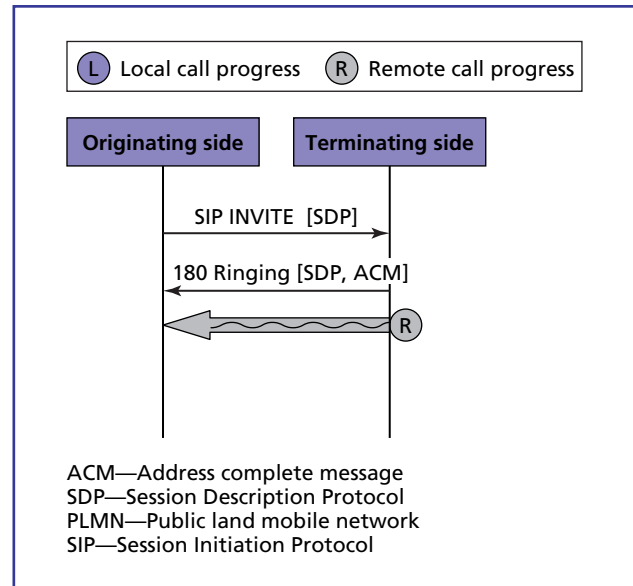 L Local call progress R Remote call progress
Originating side Terminating side
SIP INVITE [SDP]
180 Ringing [SDP, ACM]
R
ACM—Address complete message
SDP—Session Description Protocol
PLMN—Public land mobile network
SIP—Session Initiation Protocol